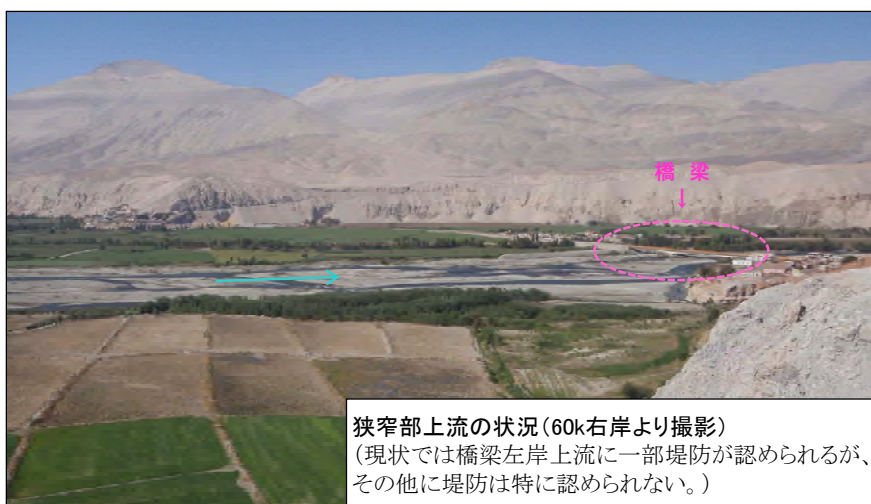 橋 梁
狭窄部上流の状況(60k右岸より撮影)
(現状では橋梁左岸上流に一部堤防が認められるが、
その他に堤防は特に認められない。)